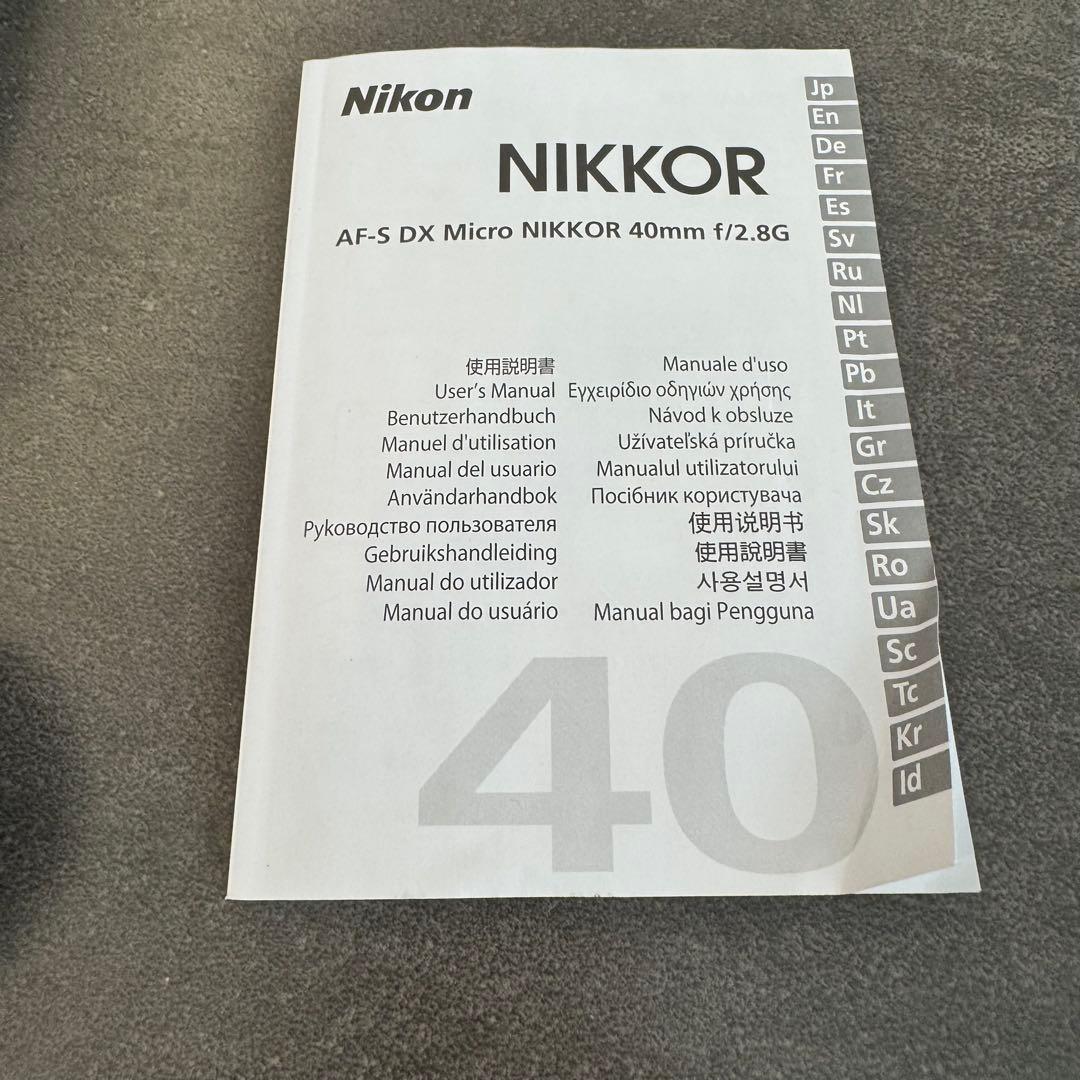 Nikon
NIKKOR
AF-S DX Micro NIKKOR 40mm f/2.8G
使用説明書
User's Manual
Benutzerhandbuch
Manuel d'utilisation
Manual del usuario
Användarhandbok
Руководство пользователя
Gebruikshandleiding
Manual do utilizador
Manual do usuário
Manuale d'uso
Εγχειρίδιο οδηγιών χρήσης
Návod k obsluze
Užívateľská príručka
Manualul utilizatorului
Посібник користувача
使用说明书
使用說明書
사용설명서
Manual bagi Pengguna
40
Jp
En
De
Fr
Es
Sv
Ru
Nl
Pt
Pb
It
Gr
Cz
Sk
Ro
Ua
Sc
Tc
Kr
Id